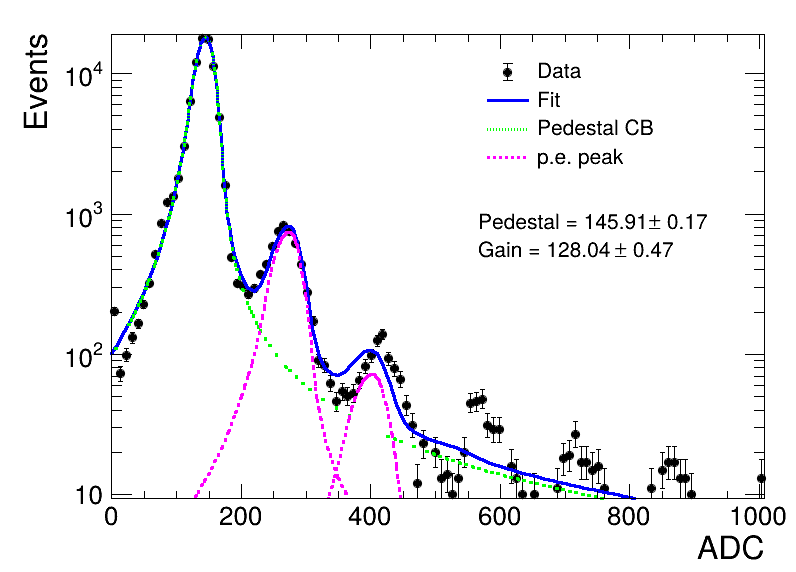 Events
10⁴
10³
10²
10
Data
Fit
Pedestal CB
p.e. peak
Pedestal = 145.91± 0.17
Gain = 128.04 ± 0.47
0 200 400 600 800 1000
ADC